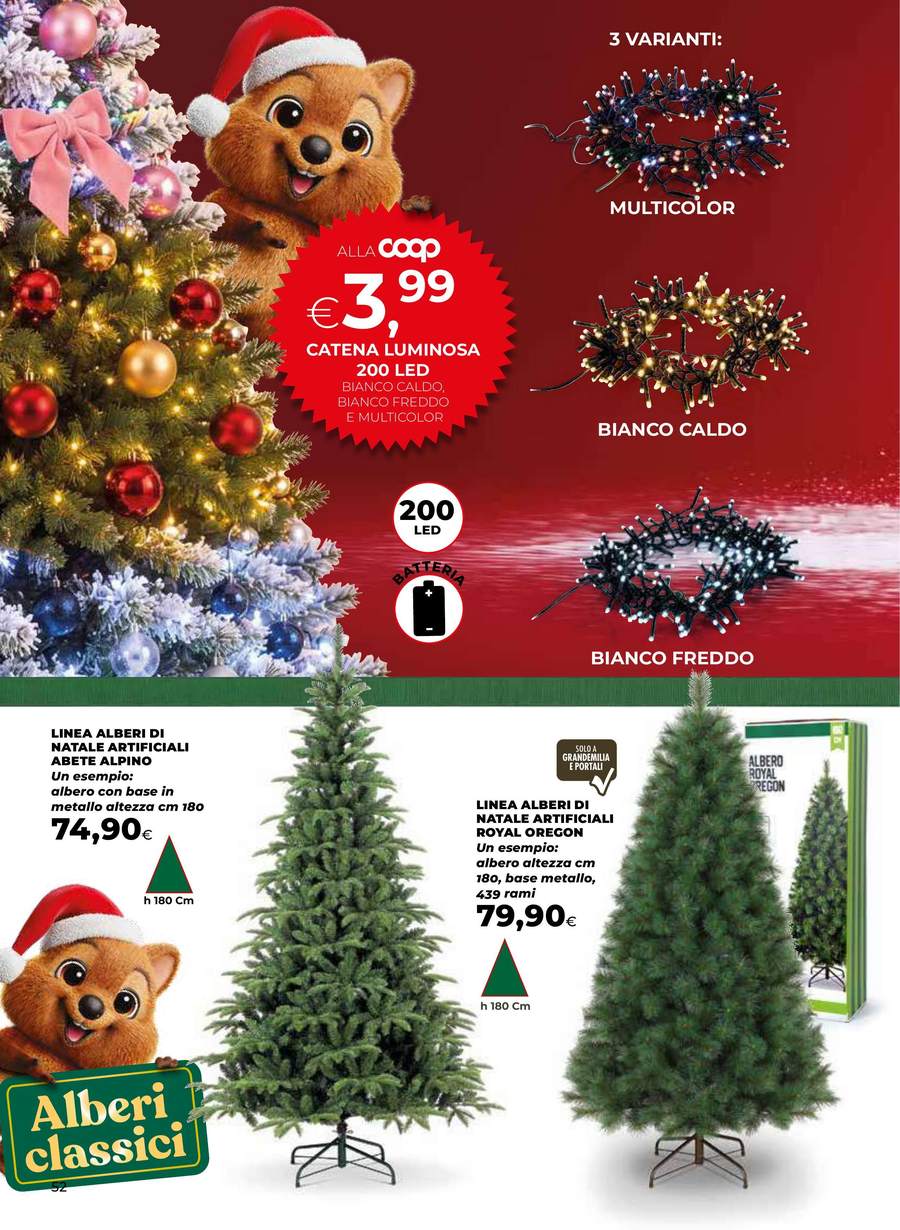 3 VARIANTI:
MULTICOLOR
ALLA coop
€3,99
CATENA LUMINOSA
200 LED
BIANCO CALDO,
BIANCO FREDDO
E MULTICOLOR
BIANCO CALDO
200
LED
BATTERIA
BIANCO FREDDO
LINEA ALBERI DI
NATALE ARTIFICIALI
ABETE ALPINO
Un esempio:
albero con base in
metallo altezza cm 180
74,90€
h 180 Cm
SOLO A
GRANDEMILIA
E PORTALI
LINEA ALBERI DI
NATALE ARTIFICIALI
ROYAL OREGON
Un esempio:
albero altezza cm
180, base metallo,
439 rami
79,90€
h 180 Cm
ALBERO
ROYAL
OREGON
Alberi
classici
52